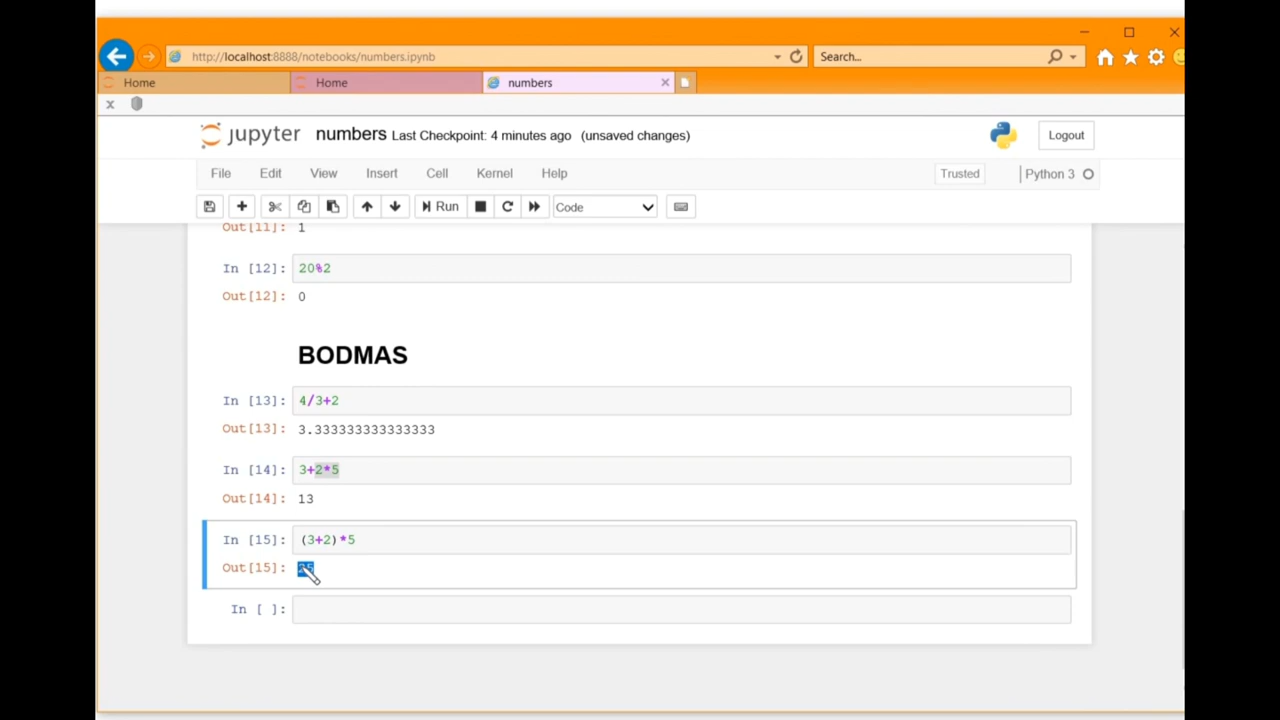 http://localhost:8888/notebooks/numbers.ipynb
Search...
Home
Home
numbers
jupyter numbers Last Checkpoint: 4 minutes ago (unsaved changes)
Logout
File Edit View Insert Cell Kernel Help
Trusted
Python 3
Run
Code
Out[11]: 1
In [12]: 20%2
Out[12]: 0
BODMAS
In [13]: 4/3+2
Out[13]: 3.333333333333333
In [14]: 3+2*5
Out[14]: 13
In [15]: (3+2)*5
Out[15]: 25
In [ ]: